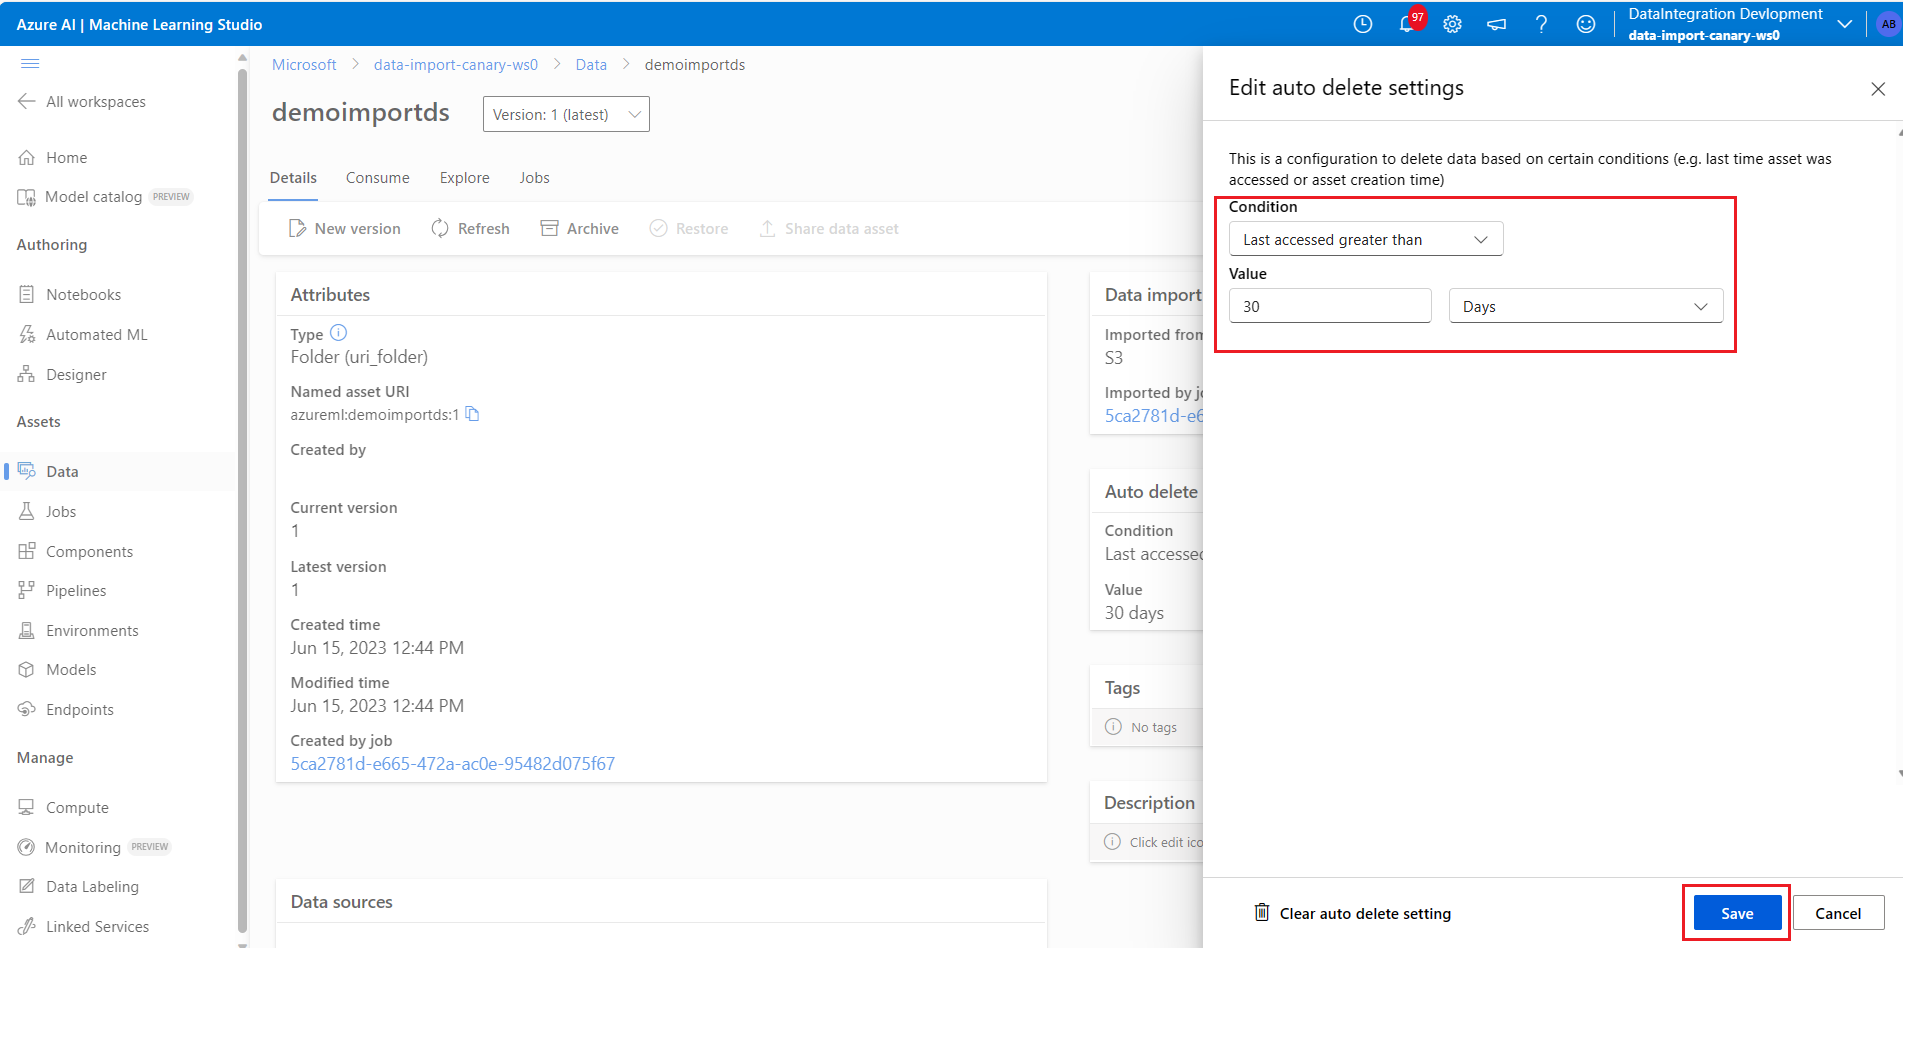 Azure AI | Machine Learning Studio
97
DataIntegration Devlopment
data-import-canary-ws0
AB
All workspaces
Home
Model catalog PREVIEW
Authoring
Notebooks
Automated ML
Designer
Assets
Data
Jobs
Components
Pipelines
Environments
Models
Endpoints
Manage
Compute
Monitoring PREVIEW
Data Labeling
Linked Services
Microsoft > data-import-canary-ws0 > Data > demoimportds
demoimportds
Version: 1 (latest)
Details Consume Explore Jobs
New version Refresh Archive Restore Share data asset
Attributes
Type
Folder (uri_folder)
Named asset URI
azureml:demoimportds:1
Created by
Current version
1
Latest version
1
Created time
Jun 15, 2023 12:44 PM
Modified time
Jun 15, 2023 12:44 PM
Created by job
5ca2781d-e665-472a-ac0e-95482d075f67
Data sources
Data import
Imported from
S3
Imported by jo
5ca2781d-e6
Auto delete
Condition
Last accessed
Value
30 days
Tags
No tags
Description
Click edit ico
Edit auto delete settings
This is a configuration to delete data based on certain conditions (e.g. last time asset was
accessed or asset creation time)
Condition
Last accessed greater than
Value
30
Days
Clear auto delete setting
Save
Cancel